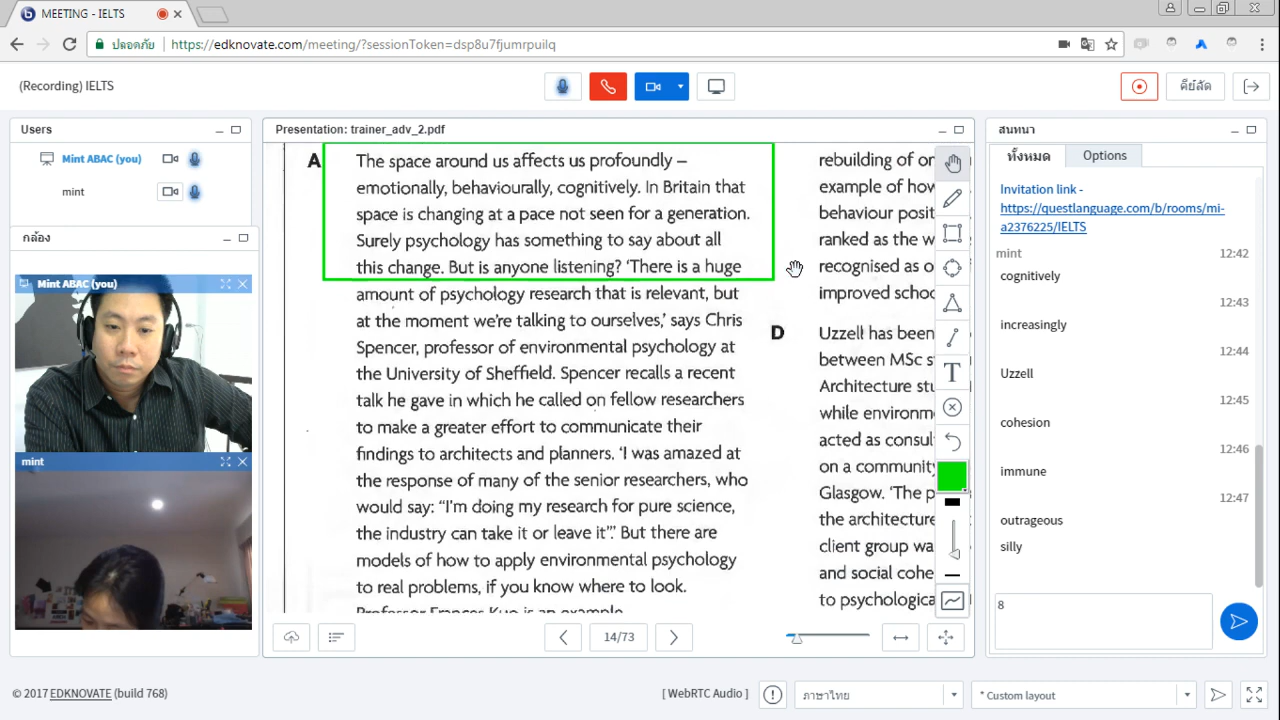 MEETING - IELTS
ปลอดภัย
https://edknovate.com/meeting/?sessionToken=dsp8u7fjumrpuilq
(Recording) IELTS
คีย์ลัด
Users
Mint ABAC (you)
mint
กล้อง
Mint ABAC (you)
mint
Presentation: trainer_adv_2.pdf
A
The space around us affects us profoundly –
emotionally, behaviourally, cognitively. In Britain that
space is changing at a pace not seen for a generation.
Surely psychology has something to say about all
this change. But is anyone listening? ‘There is a huge
amount of psychology research that is relevant, but
at the moment we’re talking to ourselves,’ says Chris
Spencer, professor of environmental psychology at
the University of Sheffield. Spencer recalls a recent
talk he gave in which he called on fellow researchers
to make a greater effort to communicate their
findings to architects and planners. ‘I was amazed at
the response of many of the senior researchers, who
would say: “I’m doing my research for pure science,
the industry can take it or leave it”.’ But there are
models of how to apply environmental psychology
to real problems, if you know where to look.
Professor Frances Kuo is an example.
rebuilding of
example of how
behaviour
ranked as the
recognised as
improved
D
Uzzell has been
between MSc
Architecture
while
acted as
on a community
Glasgow. ‘The
the architecture
client group
and social
to
T
14/73
สนทนา
ทั้งหมด
Options
Invitation link -
https://questlanguage.com/b/rooms/mi-
a2376225/IELTS
mint 12:42
cognitively
12:43
increasingly
12:44
Uzzell
12:45
cohesion
12:46
immune
12:47
outrageous
silly
8
© 2017 EDKNOVATE (build 768)
[ WebRTC Audio ]
ภาษาไทย
* Custom layout